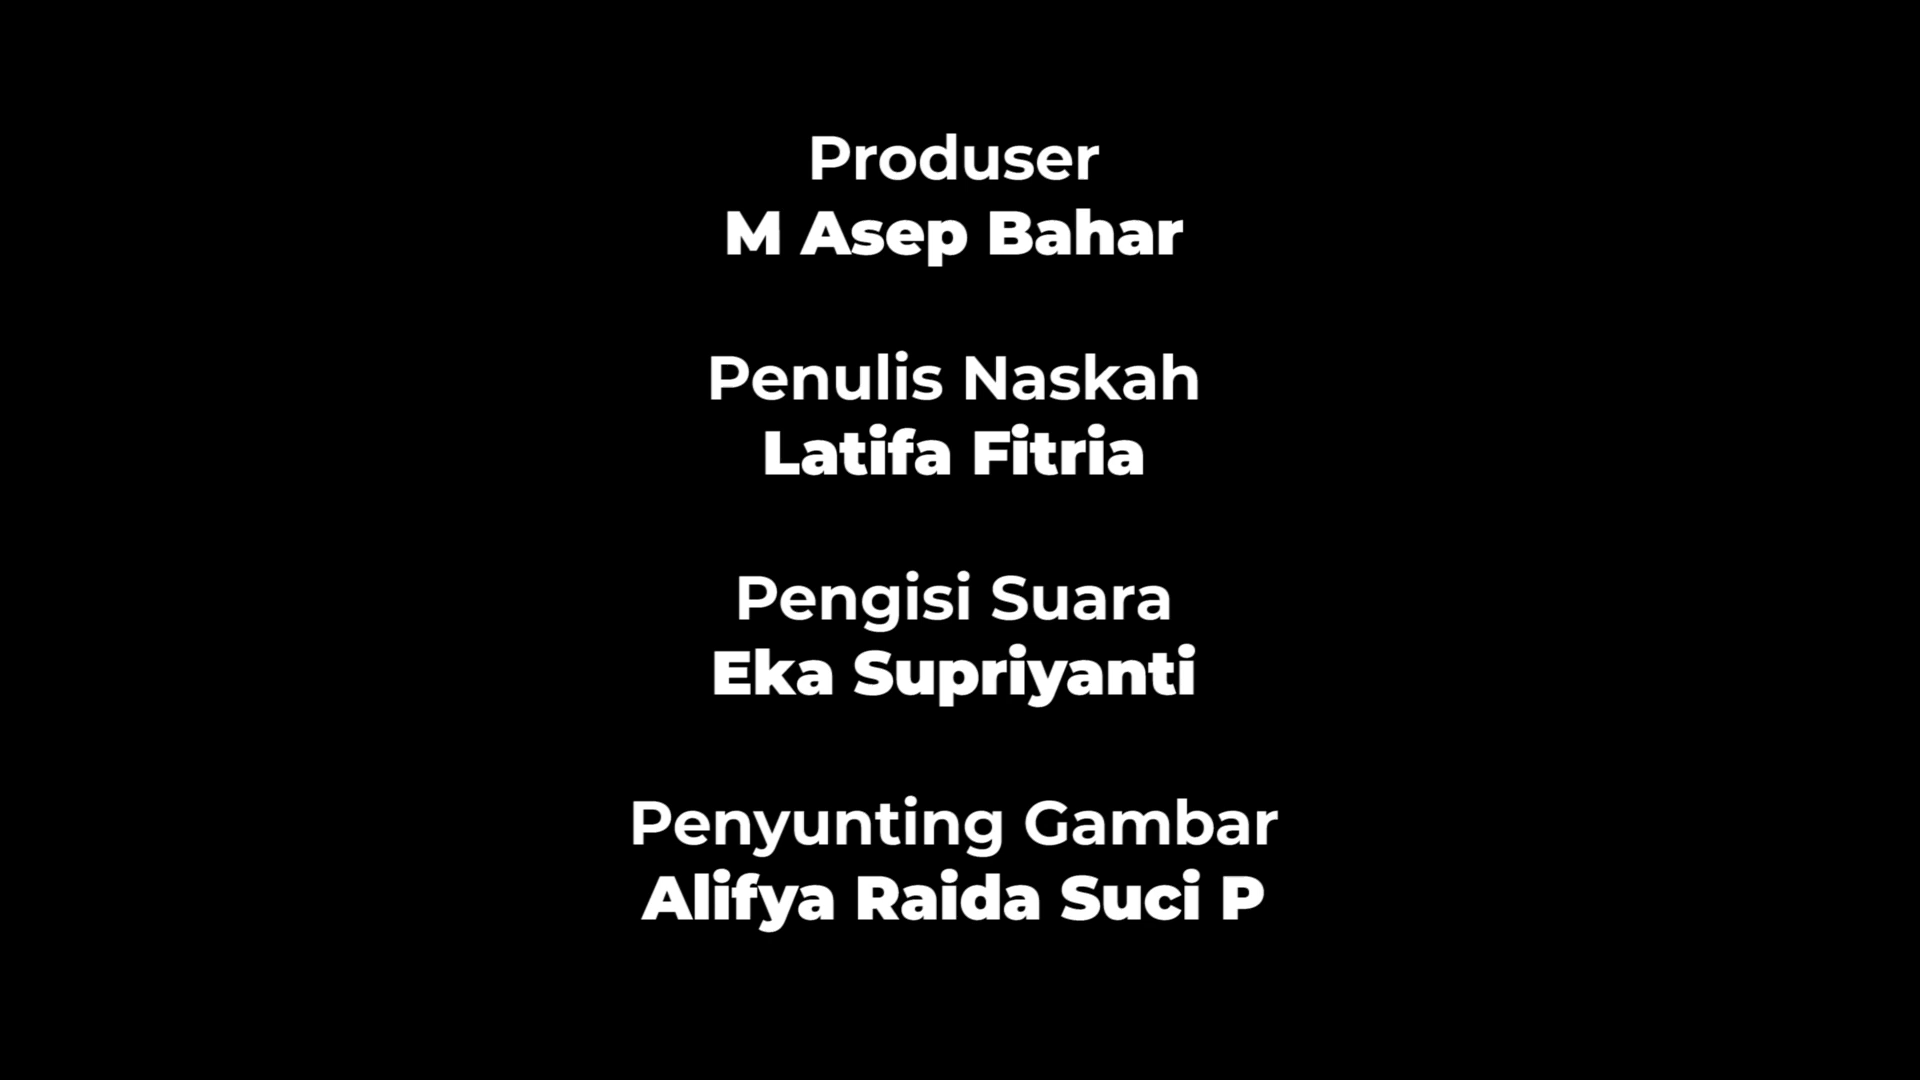 Produser
M Asep Bahar
Penulis Naskah
Latifa Fitria
Pengisi Suara
Eka Supriyanti
Penyunting Gambar
Alifya Raida Suci P